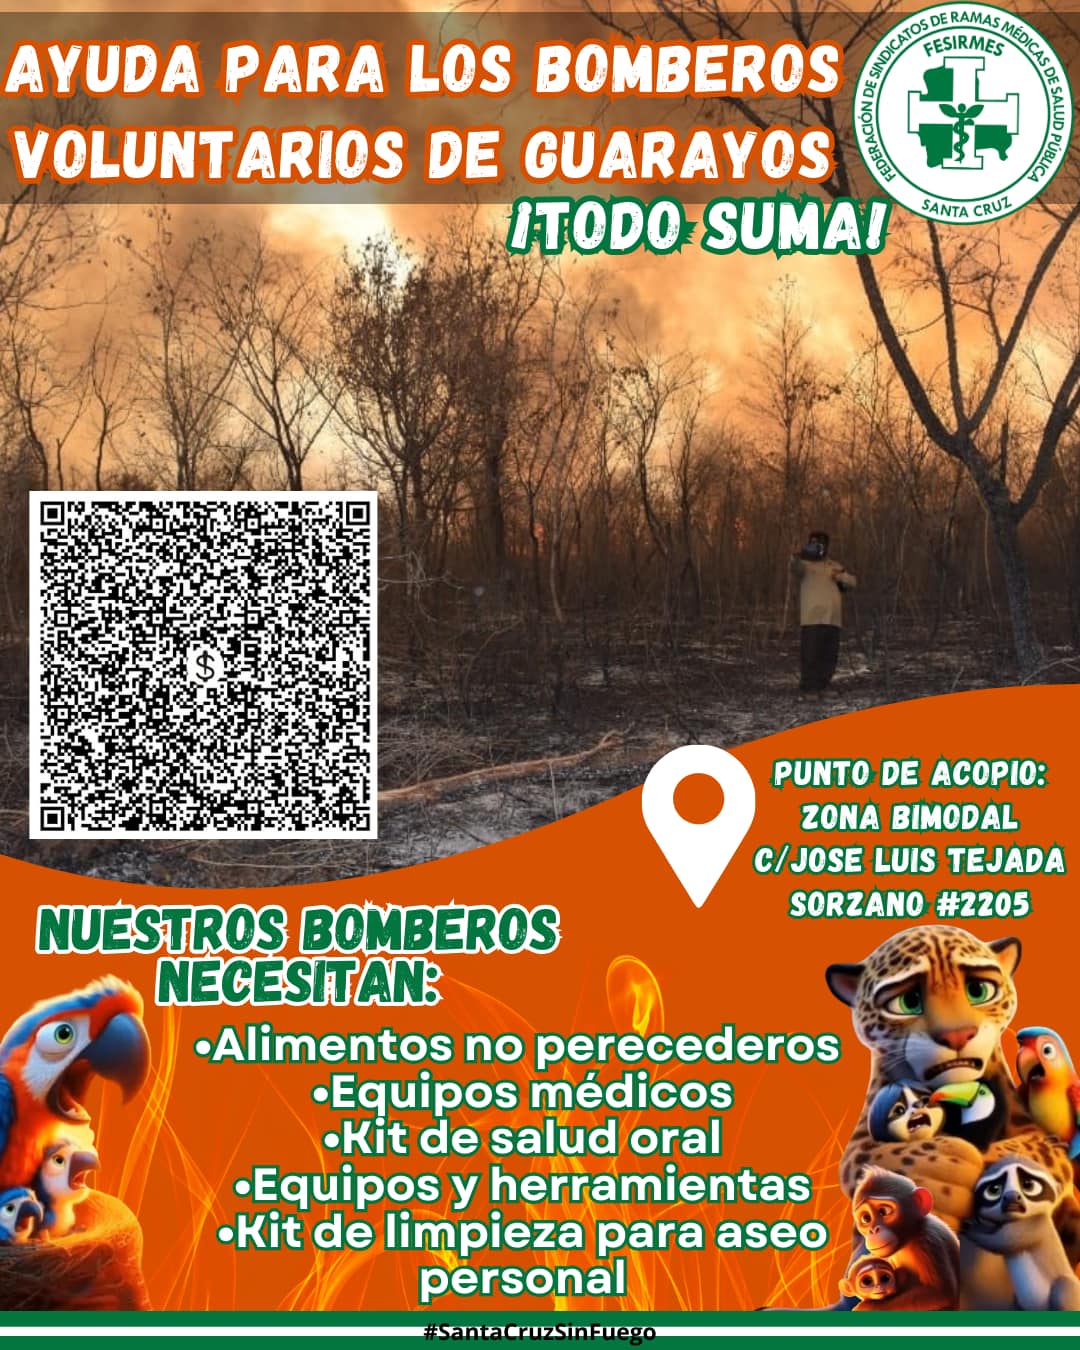 AYUDA PARA LOS BOMBEROS
VOLUNTARIOS DE GUARAYOS
¡TODO SUMA!
FEDERACIÓN DE SINDICATOS DE RAMAS MÉDICAS DE SALUD PÚBLICA
FESIRMES
SANTA CRUZ
$
PUNTO DE ACOPIO:
ZONA BIMODAL
C/JOSE LUIS TEJADA
SORZANO #2205
NUESTROS BOMBEROS
NECESITAN:
•Alimentos no perecederos
•Equipos médicos
•Kit de salud oral
•Equipos y herramientas
•Kit de limpieza para aseo
personal
#SantaCruzSinFuego